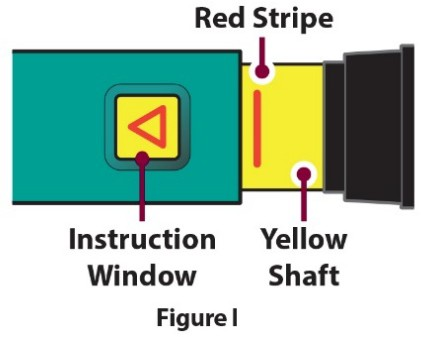 Red Stripe
Instruction
Window
Yellow
Shaft
Figure I